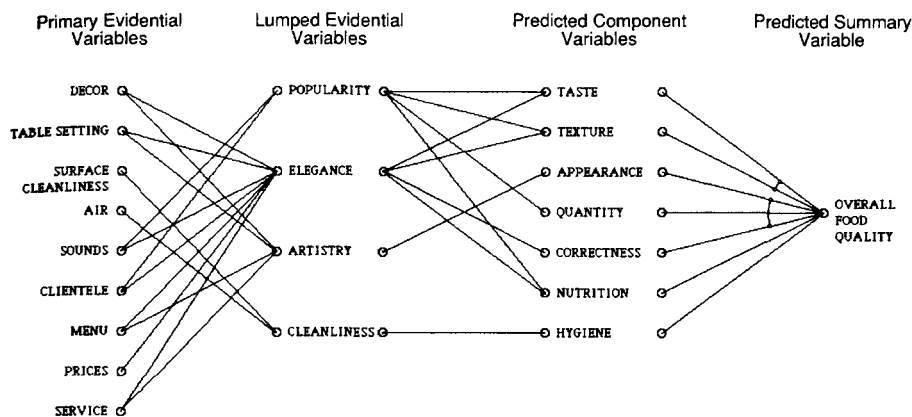 Primary Evidential
Variables
Lumped Evidential
Variables
Predicted Component
Variables
Predicted Summary
Variable
DECOR
TABLE SETTING
SURFACE
CLEANLINESS
AIR
SOUNDS
CLIENTELE
MENU
PRICES
SERVICE
POPULARITY
ELEGANCE
ARTISTRY
CLEANLINESS
TASTE
TEXTURE
APPEARANCE
QUANTITY
CORRECTNESS
NUTRITION
HYGIENE
OVERALL
FOOD
QUALITY